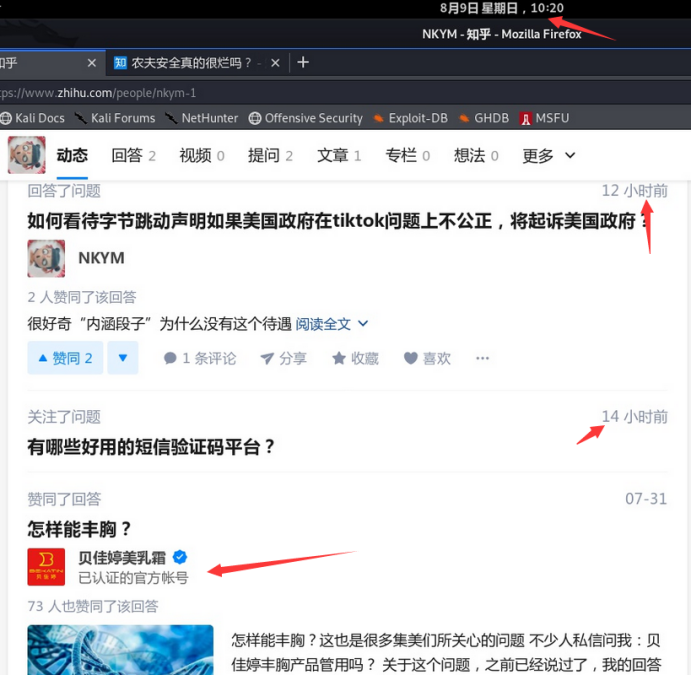 8月9日 星期日，10:20
NKYM - 知乎 - Mozilla Firefox
知乎 × 知 农夫安全真的很烂吗？ - × +
ps://www.zhihu.com/people/nkym-1
Kali Docs Kali Forums NetHunter Offensive Security Exploit-DB GHDB MSFU
动态 回答 2 视频 0 提问 2 文章 1 专栏 0 想法 0 更多
回答了问题 12 小时前
如何看待字节跳动声明如果美国政府在tiktok问题上不公正，将起诉美国政府？
NKYM
2 人赞同了该回答
很好奇“内涵段子”为什么没有这个待遇 阅读全文
赞同 2 1 条评论 分享 收藏 喜欢 ...
关注了问题 14 小时前
有哪些好用的短信验证码平台？
赞同了回答 07-31
怎样能丰胸？
贝佳婷美乳霜
已认证的官方帐号
73 人也赞同了该回答
怎样能丰胸？这也是很多集美们所关心的问题 不少人私信问我：贝
佳婷丰胸产品管用吗？ 关于这个问题，之前已经说过了，我的回答